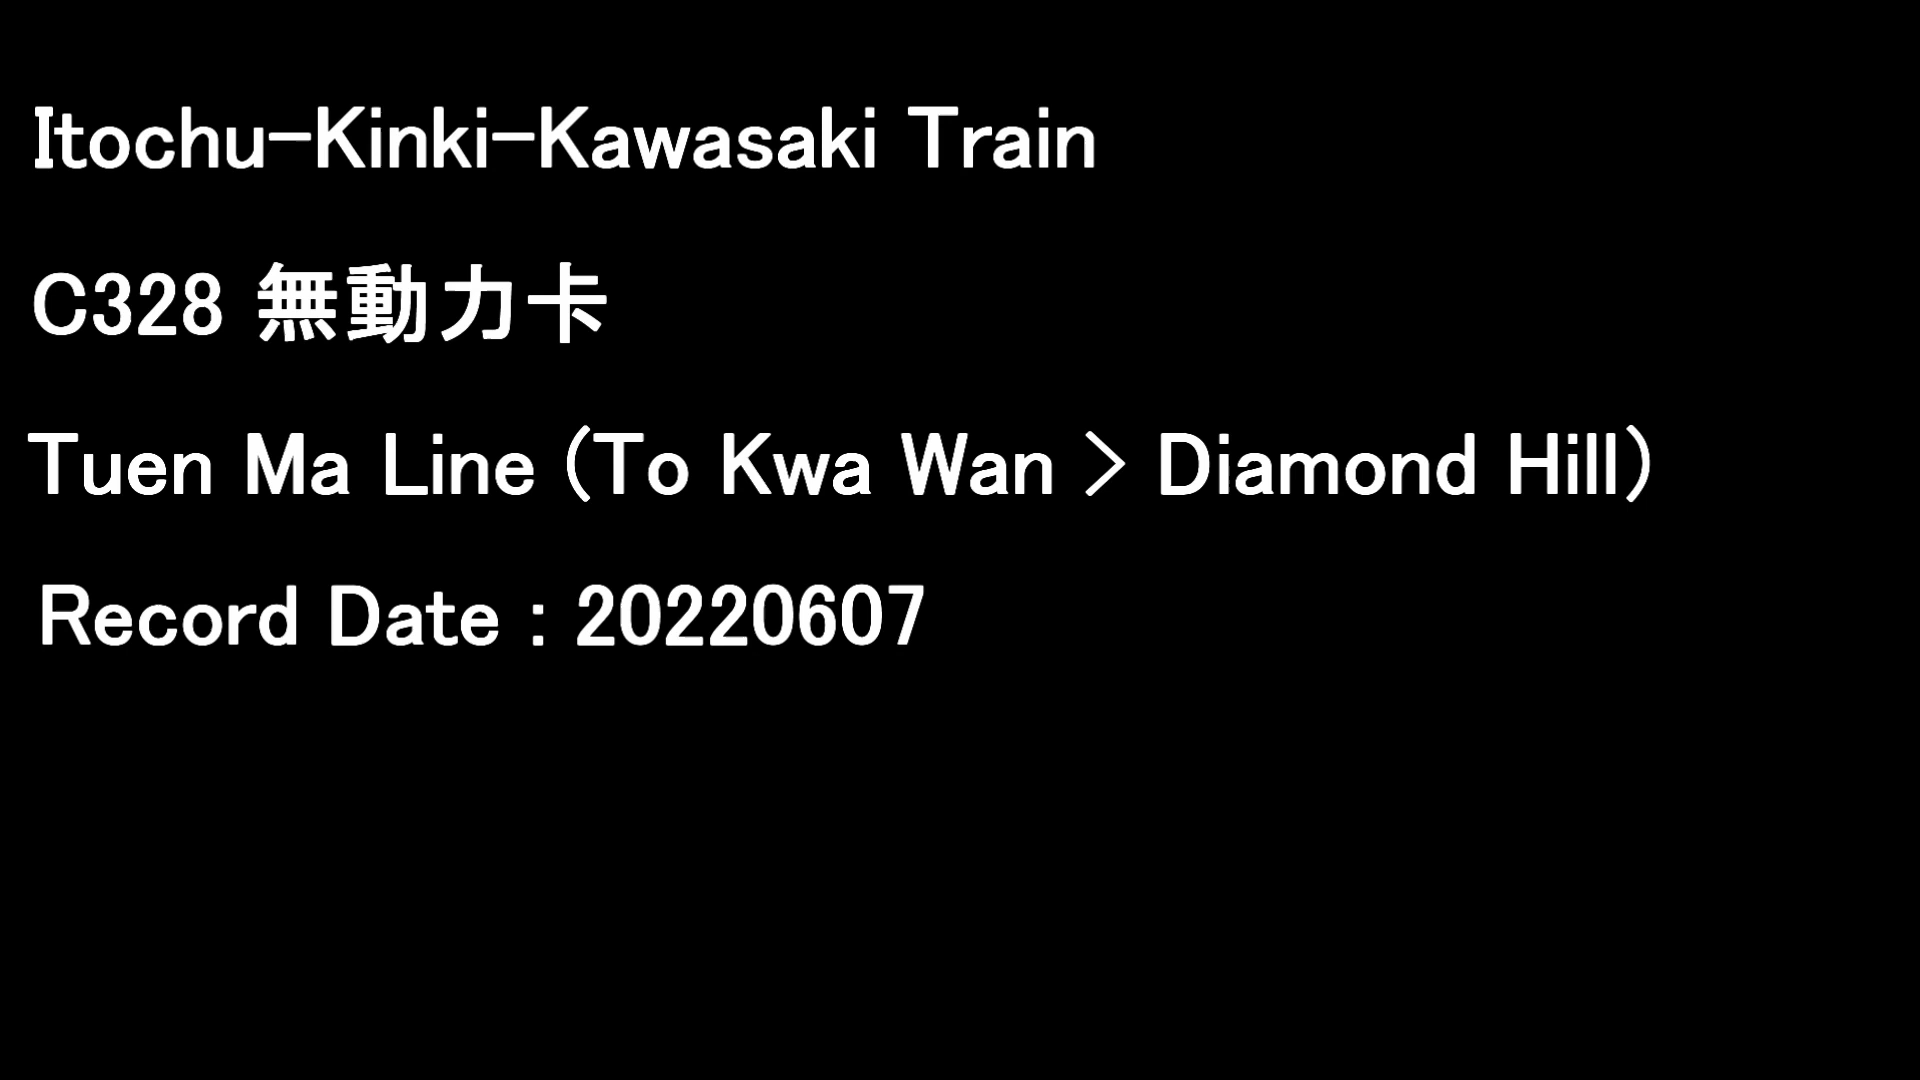 Itochu-Kinki-Kawasaki Train
C328 無動力卡
Tuen Ma Line (To Kwa Wan > Diamond Hill)
Record Date : 20220607